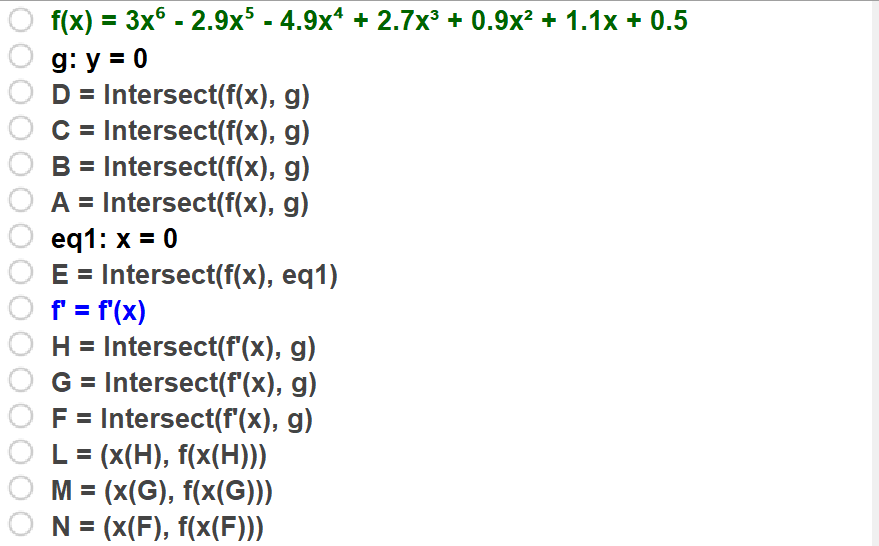 f(x) = 3x⁶ - 2.9x⁵ - 4.9x⁴ + 2.7x³ + 0.9x² + 1.1x + 0.5
g: y = 0
D = Intersect(f(x), g)
C = Intersect(f(x), g)
B = Intersect(f(x), g)
A = Intersect(f(x), g)
eq1: x = 0
E = Intersect(f(x), eq1)
f' = f'(x)
H = Intersect(f'(x), g)
G = Intersect(f'(x), g)
F = Intersect(f'(x), g)
L = (x(H), f(x(H)))
M = (x(G), f(x(G)))
N = (x(F), f(x(F)))